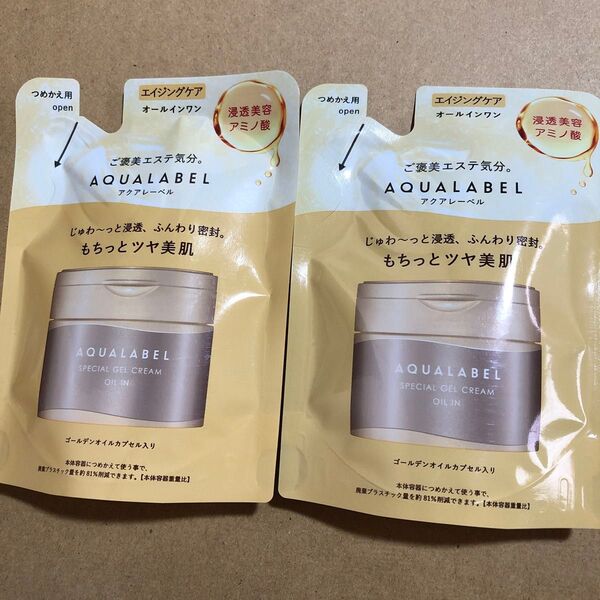 つめかえ用
open
エイジングケア
オールインワン
浸透美容
アミノ酸
ご褒美エステ気分。
AQUALABEL
アクアレーベル
じゅわ～っと浸透、ふんわり密封。
もちっとツヤ美肌
AQUALABEL
SPECIAL GEL CREAM
OIL IN
ゴールデンオイルカプセル入り
本体容器につめかえて使う事で、
廃棄プラスチック量を約81%削減できます。【本体容器重量比】
つめかえ用
open
エイジングケア
オールインワン
浸透美容
アミノ酸
ご褒美エステ気分。
AQUALABEL
アクアレーベル
じゅわ～っと浸透、ふんわり密封。
もちっとツヤ美肌
AQUALABEL
SPECIAL GEL CREAM
OIL IN
ゴールデンオイルカプセル入り
本体容器につめかえて使う事で、
廃棄プラスチック量を約81%削減できます。【本体容器重量比】